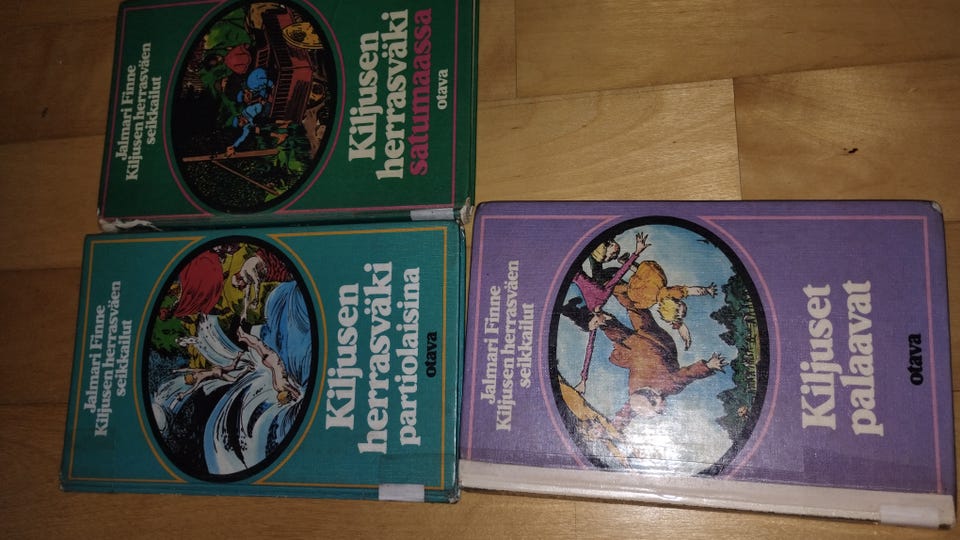 Jalmari Finne
Kiljusen herrasväen
seikkailut
Kiljusen
herrasväki
satumaassa
otava
Jalmari Finne
Kiljusen herrasväen
seikkailut
Kiljusen
herrasväki
partiolaisina
otava
Jalmari Finne
Kiljusen herrasväen
seikkailut
Kiljuset
palaavat
otava